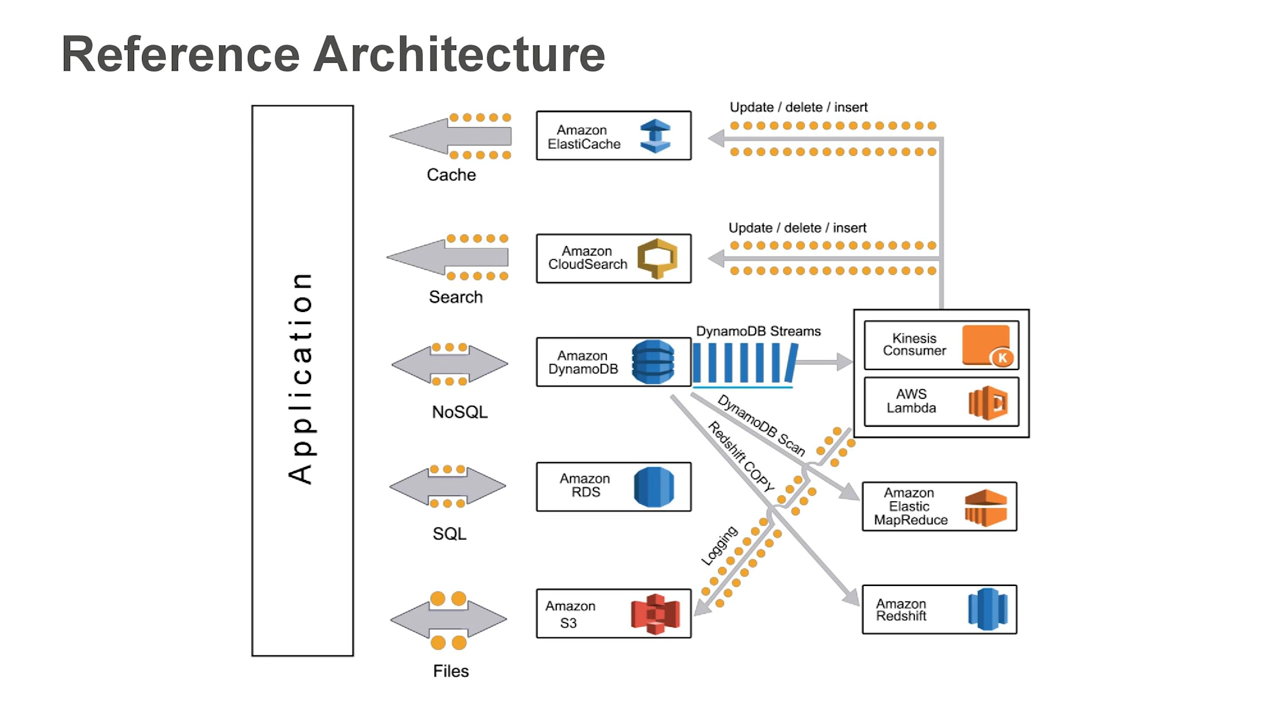 Reference Architecture
Application
Cache
Amazon
ElastiCache
Update / delete / insert
Search
Amazon
CloudSearch
Update / delete / insert
NoSQL
Amazon
DynamoDB
DynamoDB Streams
Kinesis
Consumer
K
AWS
Lambda
DynamoDB Scan
Redshift COPY
Logging
SQL
Amazon
RDS
Amazon
Elastic
MapReduce
Files
Amazon
S3
Amazon
Redshift